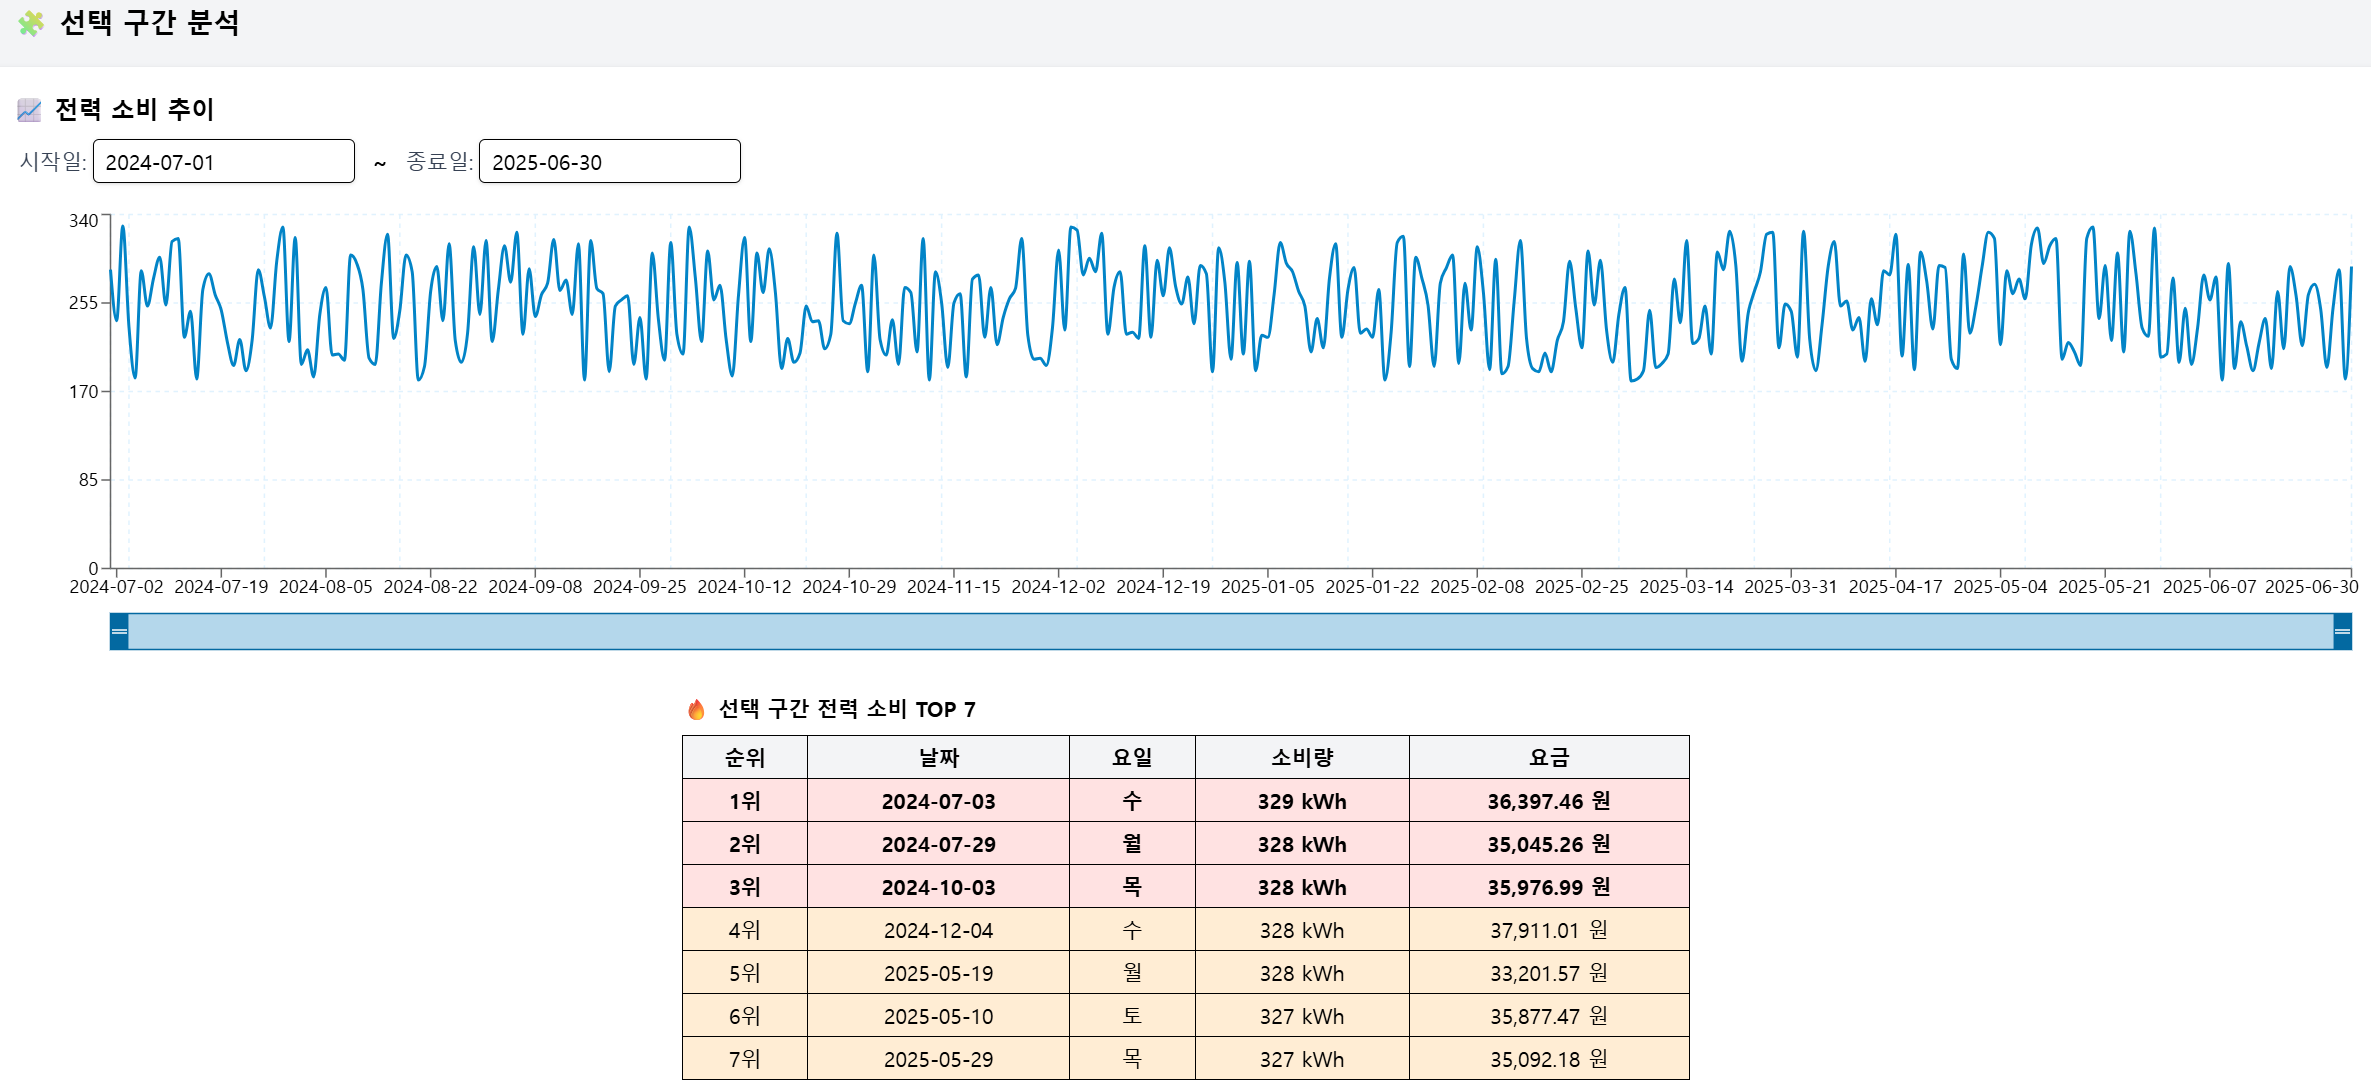 선택 구간 분석
전력 소비 추이
시작일: 2024-07-01 ~ 종료일: 2025-06-30
340
255
170
85
0
2024-07-02 2024-07-19 2024-08-05 2024-08-22 2024-09-08 2024-09-25 2024-10-12 2024-10-29 2024-11-15 2024-12-02 2024-12-19 2025-01-05 2025-01-22 2025-02-08 2025-02-25 2025-03-14 2025-03-31 2025-04-17 2025-05-04 2025-05-21 2025-06-07 2025-06-30
선택 구간 전력 소비 TOP 7
순위 날짜 요일 소비량 요금
1위 2024-07-03 수 329 kWh 36,397.46 원
2위 2024-07-29 월 328 kWh 35,045.26 원
3위 2024-10-03 목 328 kWh 35,976.99 원
4위 2024-12-04 수 328 kWh 37,911.01 원
5위 2025-05-19 월 328 kWh 33,201.57 원
6위 2025-05-10 토 327 kWh 35,877.47 원
7위 2025-05-29 목 327 kWh 35,092.18 원